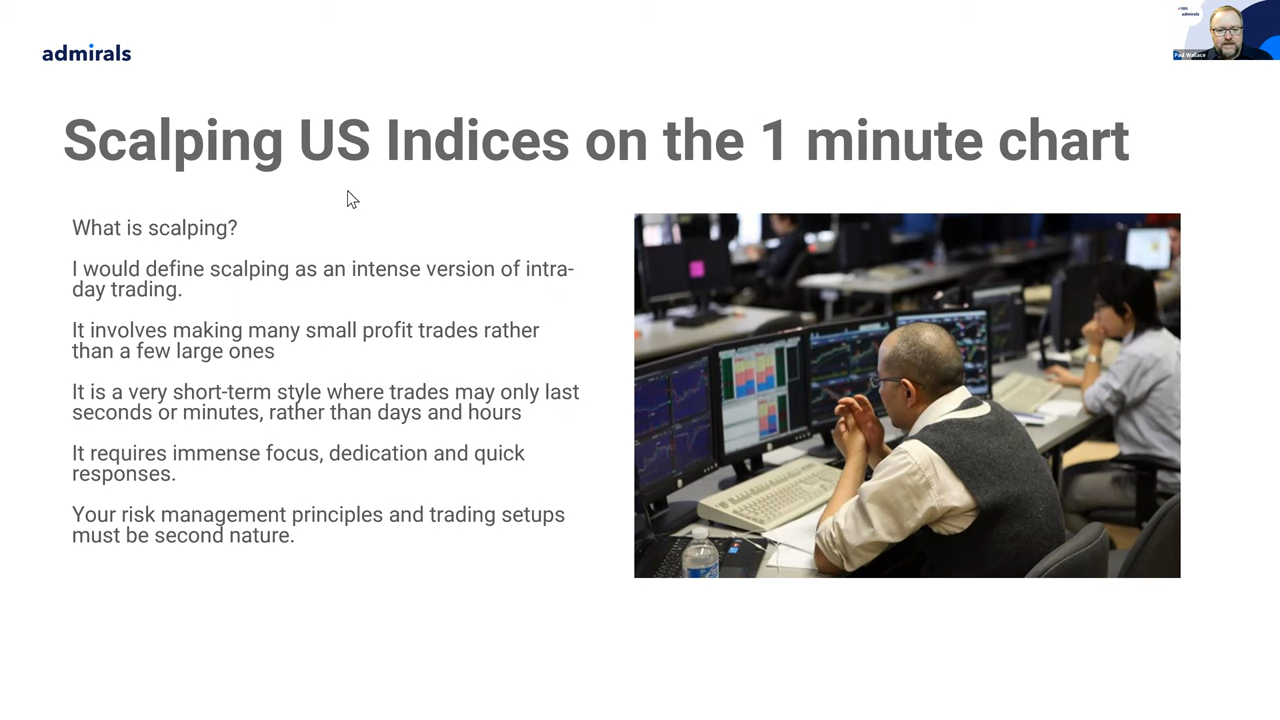 admirals
admirals
Paul Wallace
Scalping US Indices on the 1 minute chart
What is scalping?
I would define scalping as an intense version of intra-
day trading.
It involves making many small profit trades rather
than a few large ones
It is a very short-term style where trades may only last
seconds or minutes, rather than days and hours
It requires immense focus, dedication and quick
responses.
Your risk management principles and trading setups
must be second nature.